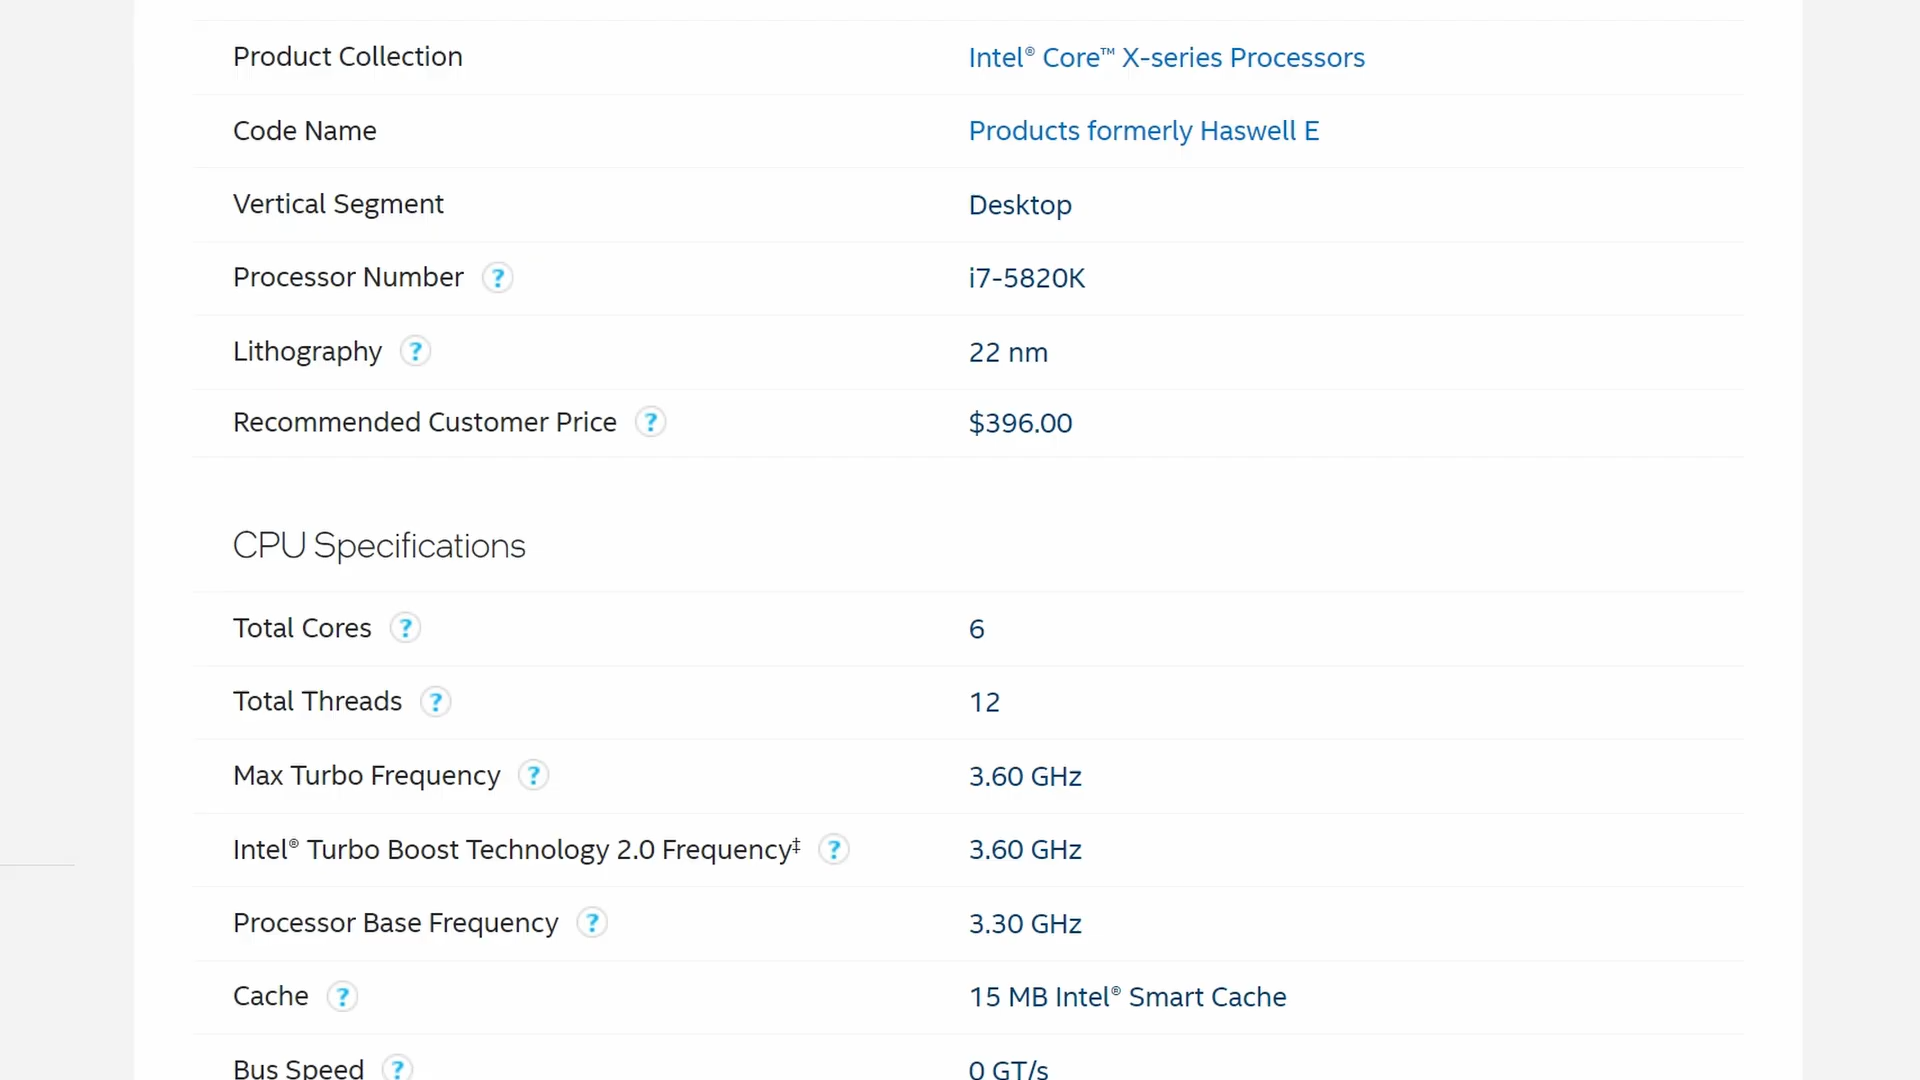 Product Collection Intel® Core™ X-series Processors
Code Name Products formerly Haswell E
Vertical Segment Desktop
Processor Number ? i7-5820K
Lithography ? 22 nm
Recommended Customer Price ? $396.00
CPU Specifications
Total Cores ? 6
Total Threads ? 12
Max Turbo Frequency ? 3.60 GHz
Intel® Turbo Boost Technology 2.0 Frequency‡ ? 3.60 GHz
Processor Base Frequency ? 3.30 GHz
Cache ? 15 MB Intel® Smart Cache
Bus Speed ? 0 GT/s